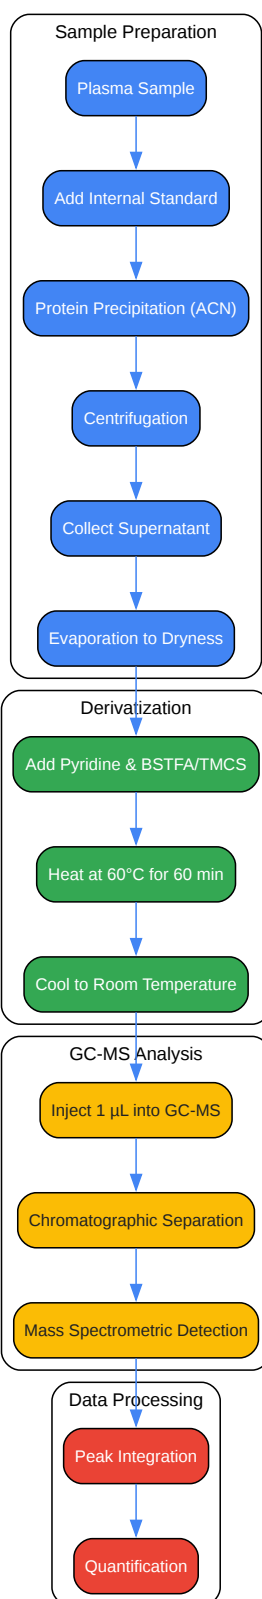 Sample Preparation
Plasma Sample
Add Internal Standard
Protein Precipitation (ACN)
Centrifugation
Collect Supernatant
Evaporation to Dryness
Derivatization
Add Pyridine & BSTFA/TMCS
Heat at 60°C for 60 min
Cool to Room Temperature
GC-MS Analysis
Inject 1 µL into GC-MS
Chromatographic Separation
Mass Spectrometric Detection
Data Processing
Peak Integration
Quantification